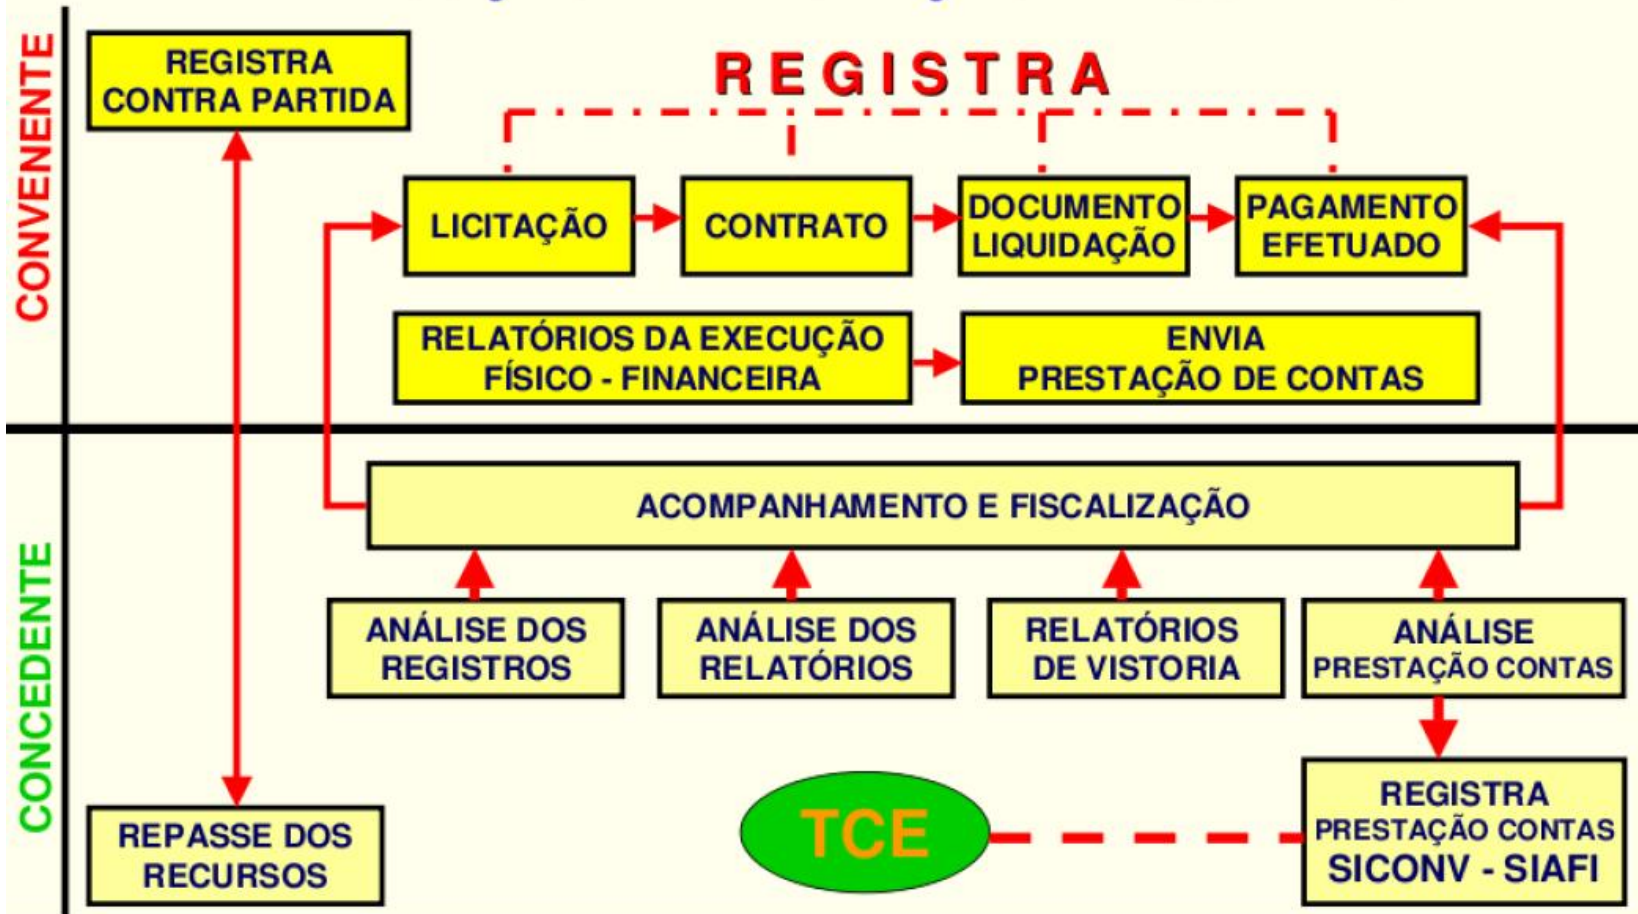 CONVENENTE
REGISTRA
CONTRA PARTIDA
REGISTRA
LICITAÇÃO
CONTRATO
DOCUMENTO
LIQUIDAÇÃO
PAGAMENTO
EFETUADO
RELATÓRIOS DA EXECUÇÃO
FÍSICO - FINANCEIRA
ENVIA
PRESTAÇÃO DE CONTAS
CONCEDENTE
ACOMPANHAMENTO E FISCALIZAÇÃO
ANÁLISE DOS
REGISTROS
ANÁLISE DOS
RELATÓRIOS
RELATÓRIOS
DE VISTORIA
ANÁLISE
PRESTAÇÃO CONTAS
REPASSE DOS
RECURSOS
TCE
REGISTRA
PRESTAÇÃO CONTAS
SICONV - SIAFI